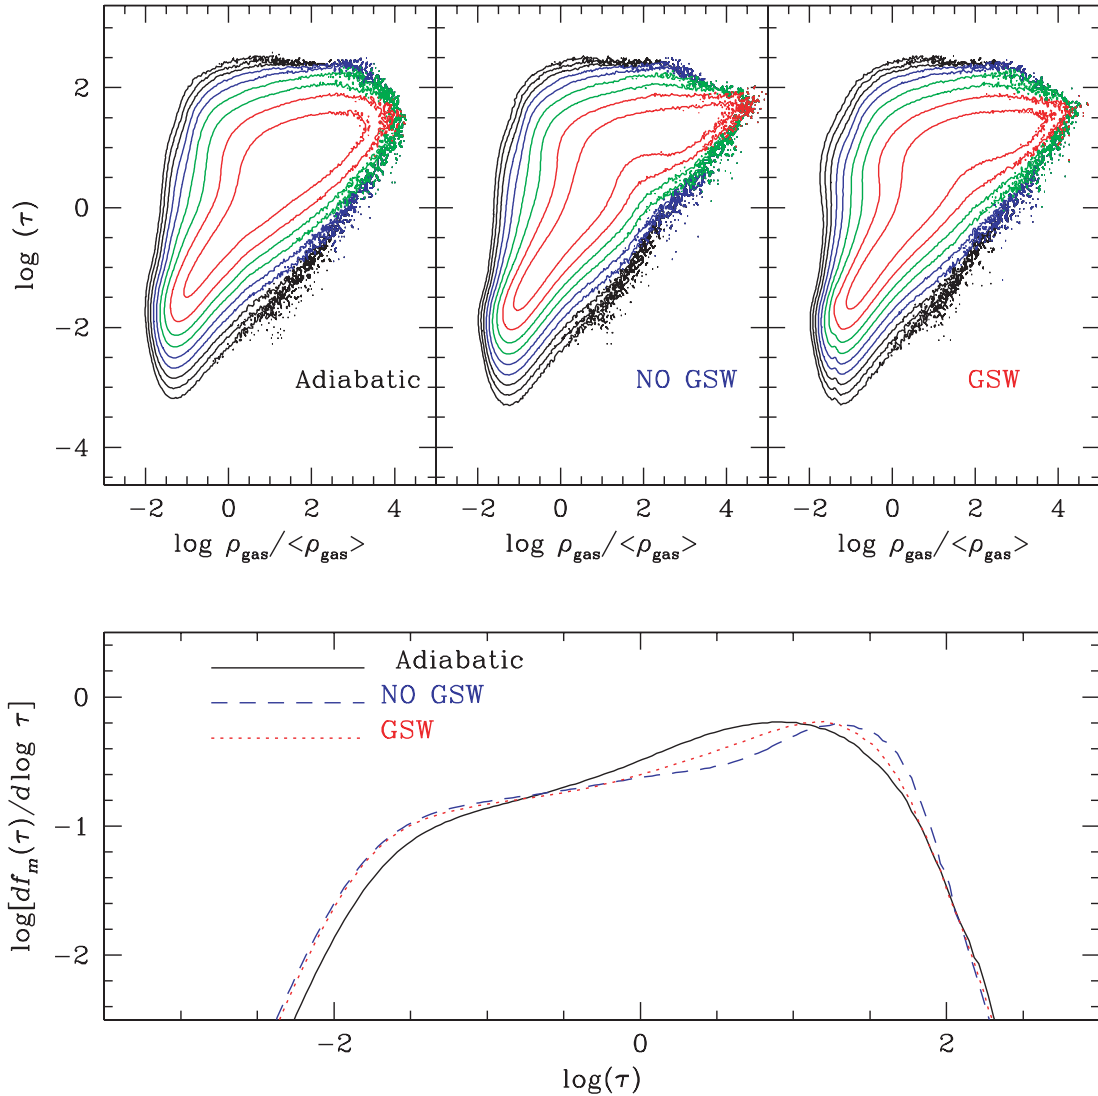 log (τ)
2
0
−2
−4
Adiabatic
NO GSW
GSW
−2 0 2 4 −2 0 2 4 −2 0 2 4
log ρgas/<ρgas> log ρgas/<ρgas> log ρgas/<ρgas>
log[dfm(τ)/dlog τ]
0
−1
−2
Adiabatic
NO GSW
GSW
−2 0 2
log(τ)